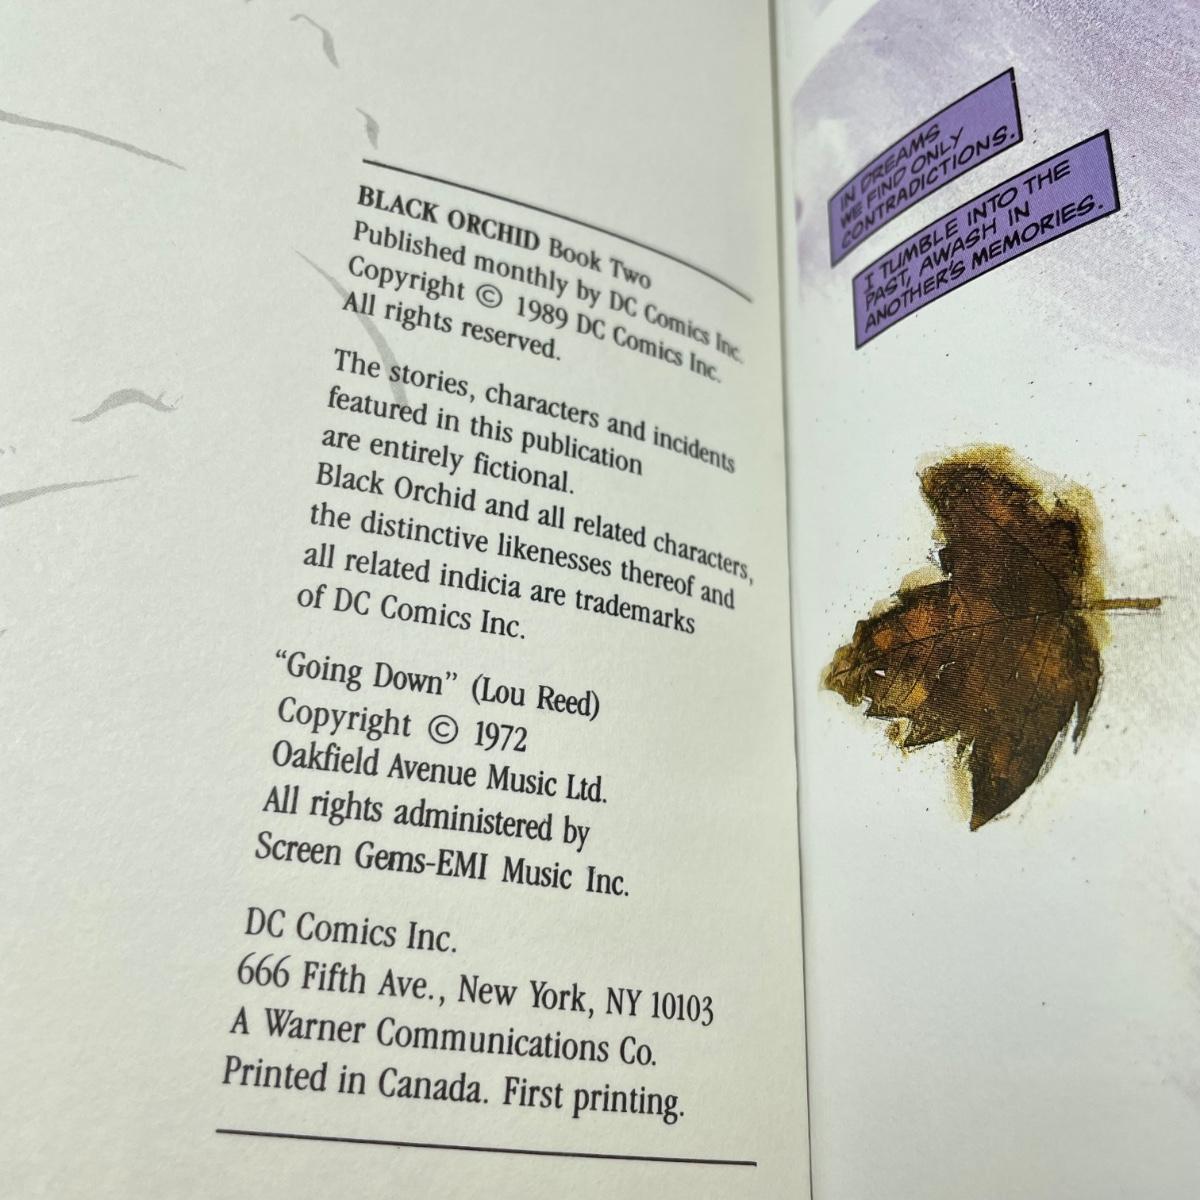 BLACK ORCHID Book Two
Published monthly by DC Comics Inc.
Copyright © 1989 DC Comics Inc.
All rights reserved.
The stories, characters and incidents
featured in this publication
are entirely fictional.
Black Orchid and all related characters,
the distinctive likenesses thereof and
all related indicia are trademarks
of DC Comics Inc.
“Going Down” (Lou Reed)
Copyright © 1972
Oakfield Avenue Music Ltd.
All rights administered by
Screen Gems-EMI Music Inc.
DC Comics Inc.
666 Fifth Ave., New York, NY 10103
A Warner Communications Co.
Printed in Canada. First printing.
IN DREAMS
WE FIND ONLY
CONTRADICTIONS.
I TUMBLE INTO THE
PAST, AWASH IN
ANOTHER'S MEMORIES.